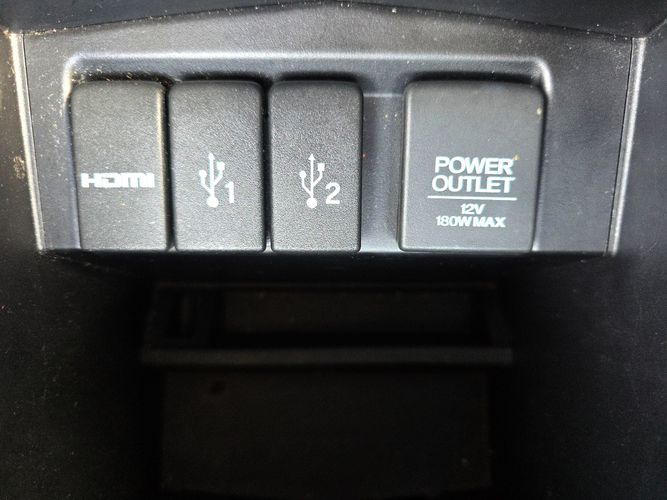 HDMI
1
2
POWER
OUTLET
12V
180W MAX